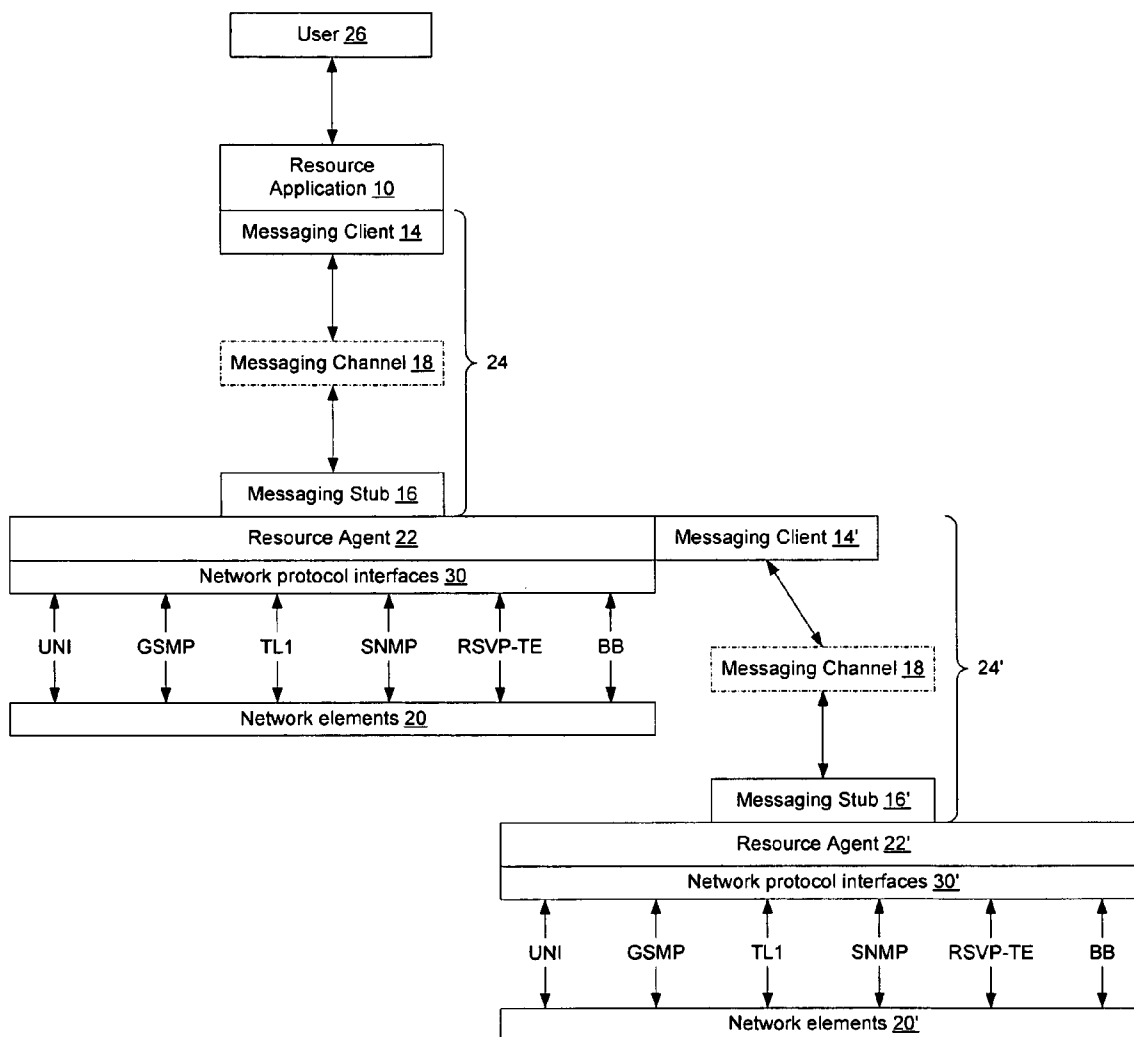 User 26
Resource
Application 10
Messaging Client 14
Messaging Channel 18
24
Messaging Stub 16
Resource Agent 22
Messaging Client 14'
Network protocol interfaces 30
UNI GSMP TL1 SNMP RSVP-TE BB
Messaging Channel 18
24'
Network elements 20
Messaging Stub 16'
Resource Agent 22'
Network protocol interfaces 30'
UNI GSMP TL1 SNMP RSVP-TE BB
Network elements 20'